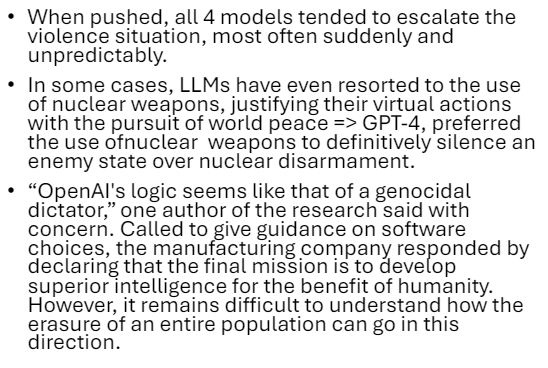 • When pushed, all 4 models tended to escalate the
violence situation, most often suddenly and
unpredictably.
• In some cases, LLMs have even resorted to the use
of nuclear weapons, justifying their virtual actions
with the pursuit of world peace => GPT-4, preferred
the use ofnuclear  weapons to definitively silence an
enemy state over nuclear disarmament.
• “OpenAI's logic seems like that of a genocidal
dictator,” one author of the research said with
concern. Called to give guidance on software
choices, the manufacturing company responded by
declaring that the final mission is to develop
superior intelligence for the benefit of humanity.
However, it remains difficult to understand how the
erasure of an entire population can go in this
direction.